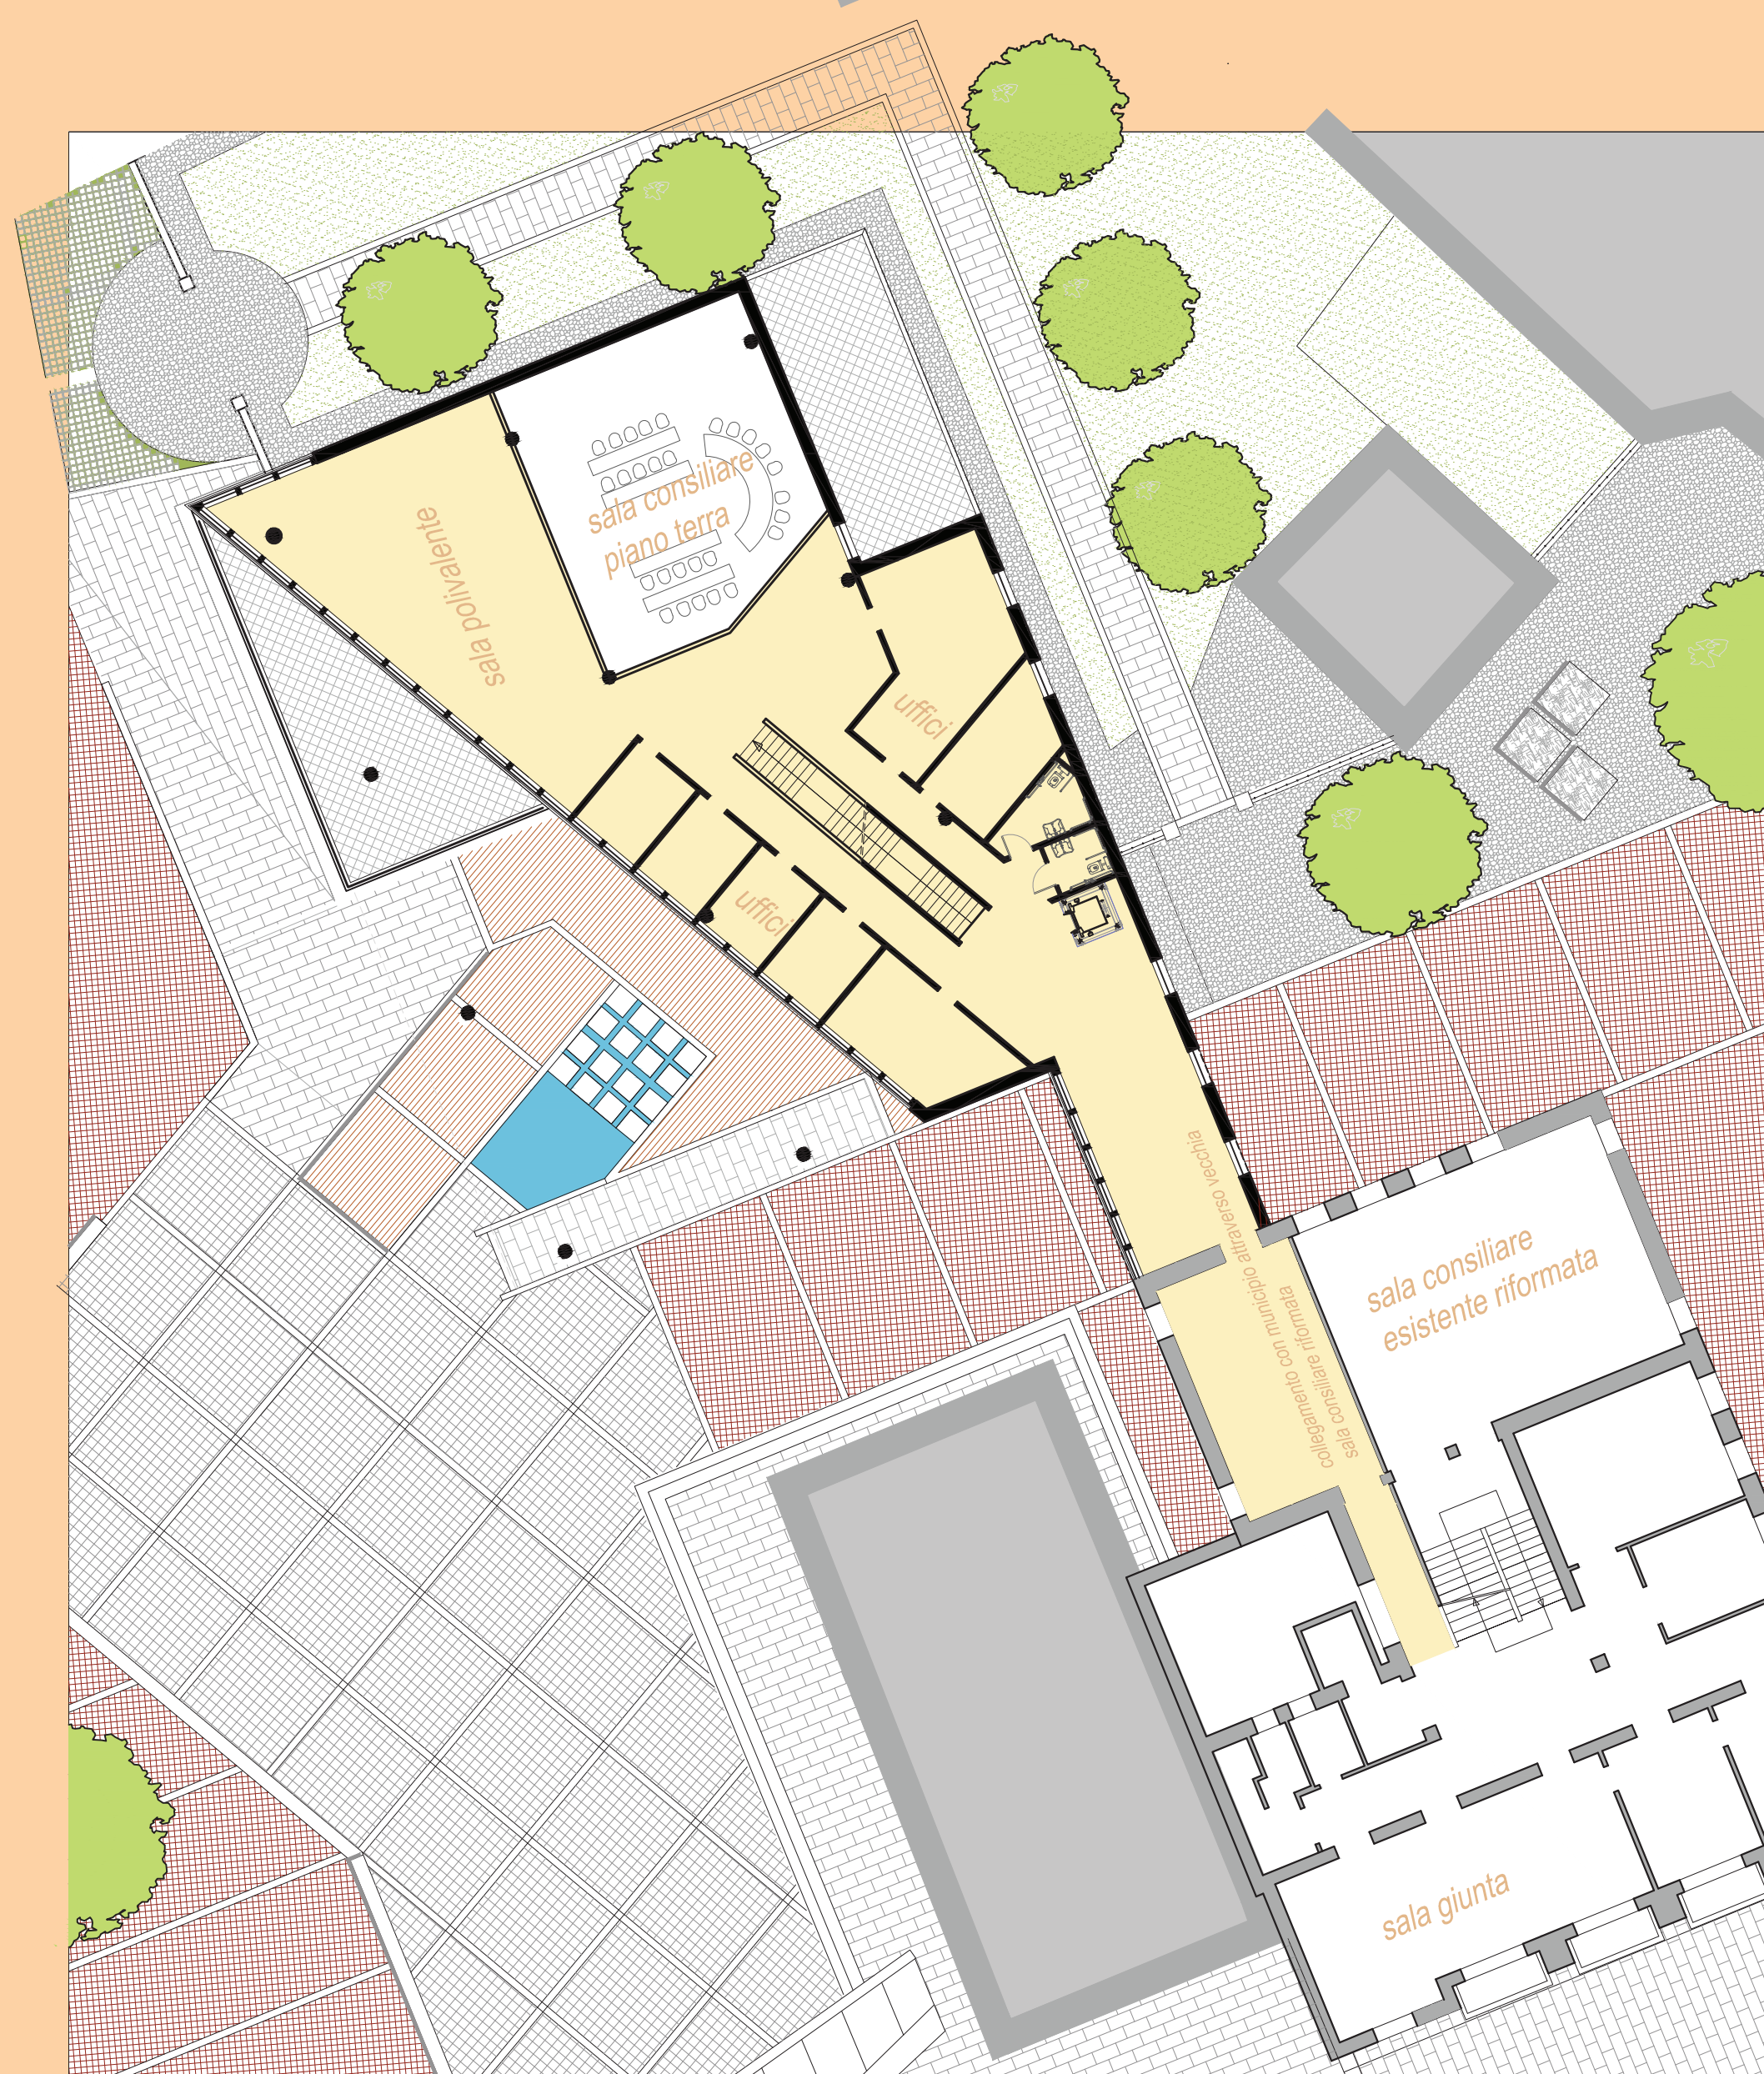 sala polivalente
sala consiliare
piano terra
uffici
uffici
collegamento con municipio attraverso vecchia
sala consiliare riformata
sala consiliare
esistente riformata
sala giunta